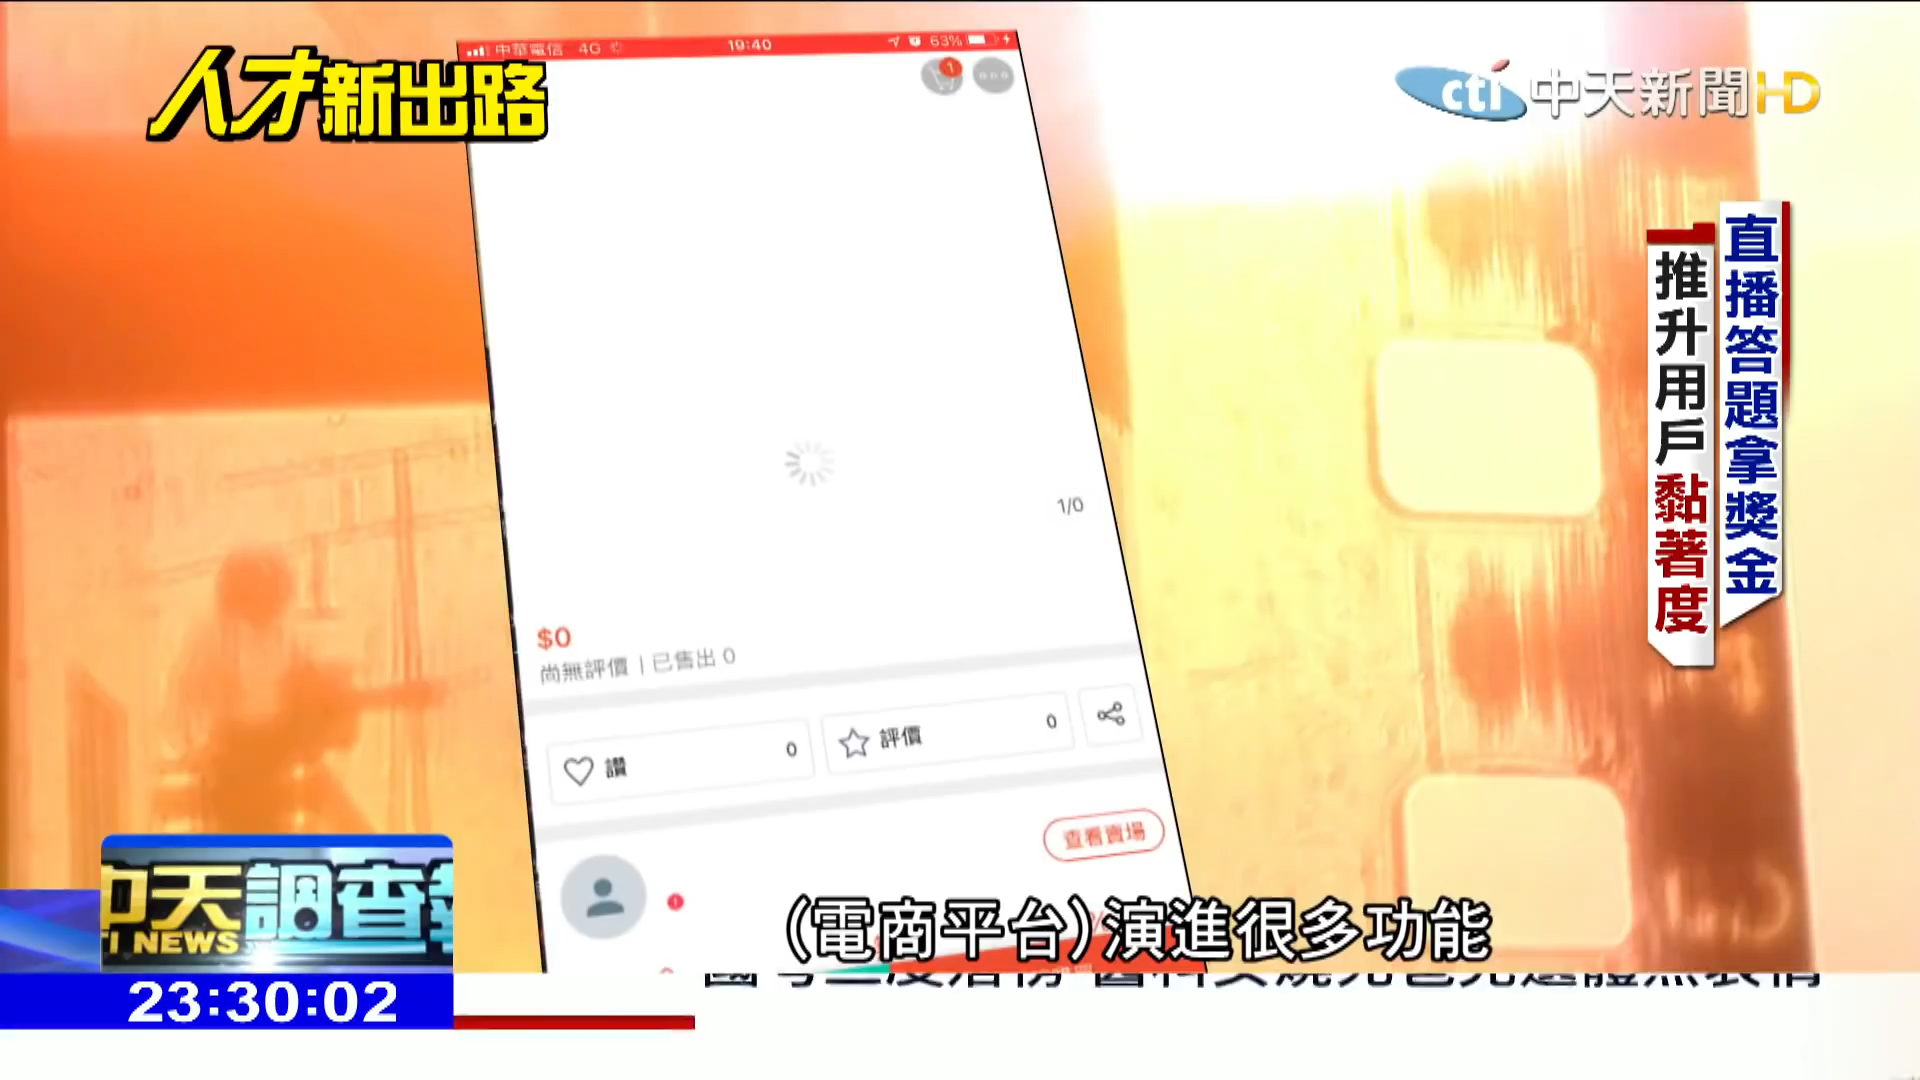 人才新出路
中華電信 4G 19:40 63%
1
cti 中天新聞HD
直播答題拿獎金
推升用戶黏著度
1/0
$0
尚無評價 | 已售出 0
讚 0
評價 0
查看賣場
(電商平台)演進很多功能
中天調查
TI NEWS
23:30:02